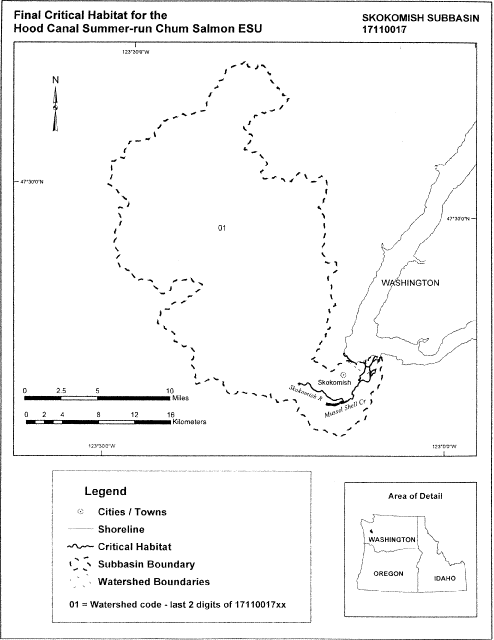 Final Critical Habitat for the
Hood Canal Summer-run Chum Salmon ESU
SKOKOMISH SUBBASIN
17110017
123°30'0"W
N
47°30'0"N
47°30'0"N
01
WASHINGTON
Skokomish
Skokomish R
Mussel Shell Cr
0 2.5 5 10
Miles
0 2 4 8 12 16
Kilometers
123°30'0"W
123°0'0"W
Legend
Cities / Towns
Shoreline
Critical Habitat
Subbasin Boundary
Watershed Boundaries
01 = Watershed code - last 2 digits of 17110017xx
Area of Detail
WASHINGTON
OREGON
IDAHO